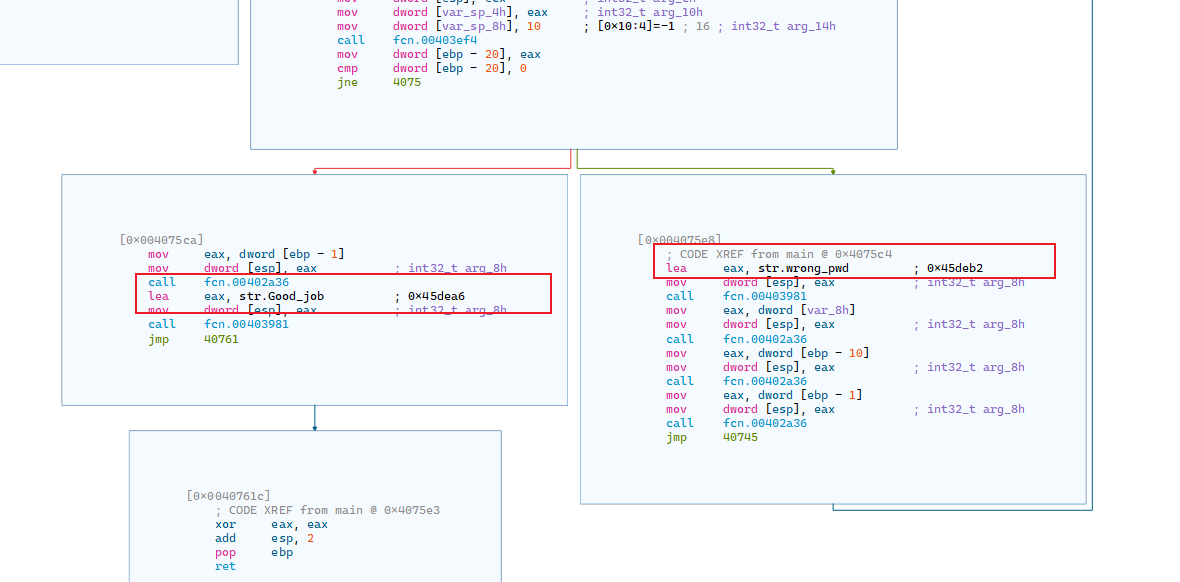 mov dword [var_sp_4h], eax ; int32_t arg_10h
mov dword [var_sp_8h], 10 ; [0x10:4]=-1 ; 16 ; int32_t arg_14h
call fcn.00403ef4
mov dword [ebp - 20], eax
cmp dword [ebp - 20], 0
jne 4075
[0x004075ca]
mov eax, dword [ebp - 1]
mov dword [esp], eax ; int32_t arg_8h
call fcn.00402a36
lea eax, str.Good_job ; 0x45dea6
mov dword [esp], eax ; int32_t arg_8h
call fcn.00403981
jmp 40761
[0x004075e8]
; CODE XREF from main @ 0x4075c4
lea eax, str.wrong_pwd ; 0x45deb2
mov dword [esp], eax ; int32_t arg_8h
call fcn.00403981
mov eax, dword [var_8h]
mov dword [esp], eax ; int32_t arg_8h
call fcn.00402a36
mov eax, dword [ebp - 10]
mov dword [esp], eax ; int32_t arg_8h
call fcn.00402a36
mov eax, dword [ebp - 1]
mov dword [esp], eax ; int32_t arg_8h
call fcn.00402a36
jmp 40745
[0x0040761c]
; CODE XREF from main @ 0x4075e3
xor eax, eax
add esp, 2
pop ebp
ret